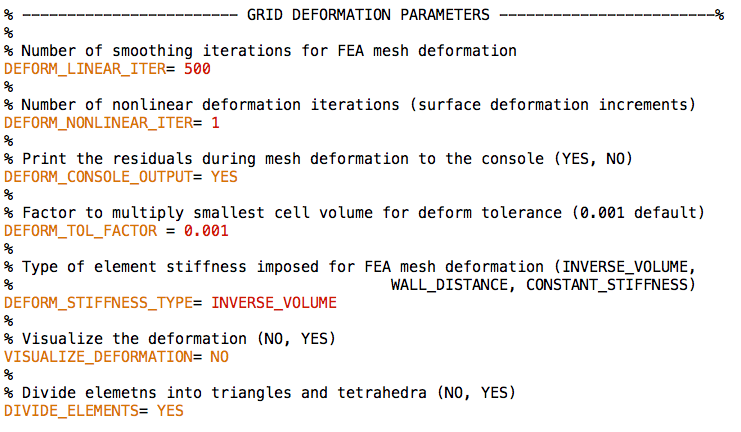 % ------------------------ GRID DEFORMATION PARAMETERS ------------------------%
%
% Number of smoothing iterations for FEA mesh deformation
DEFORM_LINEAR_ITER= 500
%
% Number of nonlinear deformation iterations (surface deformation increments)
DEFORM_NONLINEAR_ITER= 1
%
% Print the residuals during mesh deformation to the console (YES, NO)
DEFORM_CONSOLE_OUTPUT= YES
%
% Factor to multiply smallest cell volume for deform tolerance (0.001 default)
DEFORM_TOL_FACTOR = 0.001
%
% Type of element stiffness imposed for FEA mesh deformation (INVERSE_VOLUME,
%                                          WALL_DISTANCE, CONSTANT_STIFFNESS)
DEFORM_STIFFNESS_TYPE= INVERSE_VOLUME
%
% Visualize the deformation (NO, YES)
VISUALIZE_DEFORMATION= NO
%
% Divide elemetns into triangles and tetrahedra (NO, YES)
DIVIDE_ELEMENTS= YES